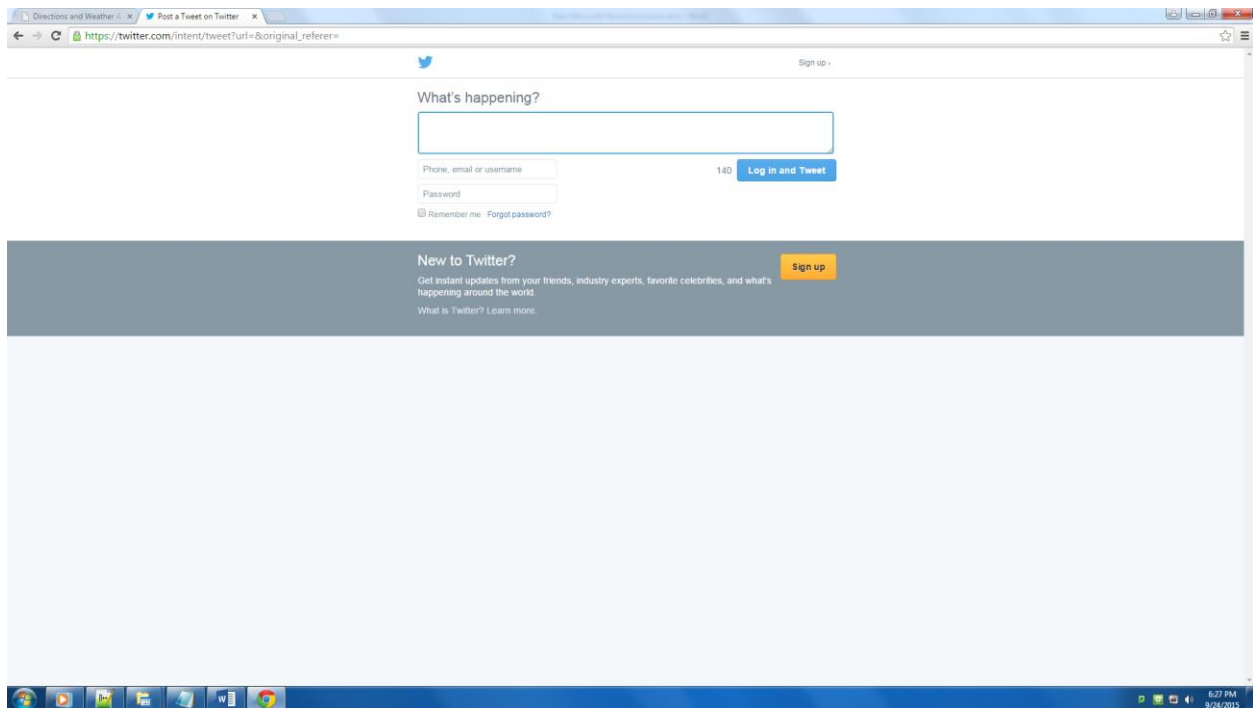 Directions and Weather A
Post a Tweet on Twitter
https://twitter.com/intent/tweet?url=&original_referer=
Sign up ›
What's happening?
Phone, email or username
140
Log in and Tweet
Password
Remember me · Forgot password?
New to Twitter?
Sign up
Get instant updates from your friends, industry experts, favorite celebrities, and what's
happening around the world.
What is Twitter? Learn more.
6:27 PM
9/24/2015